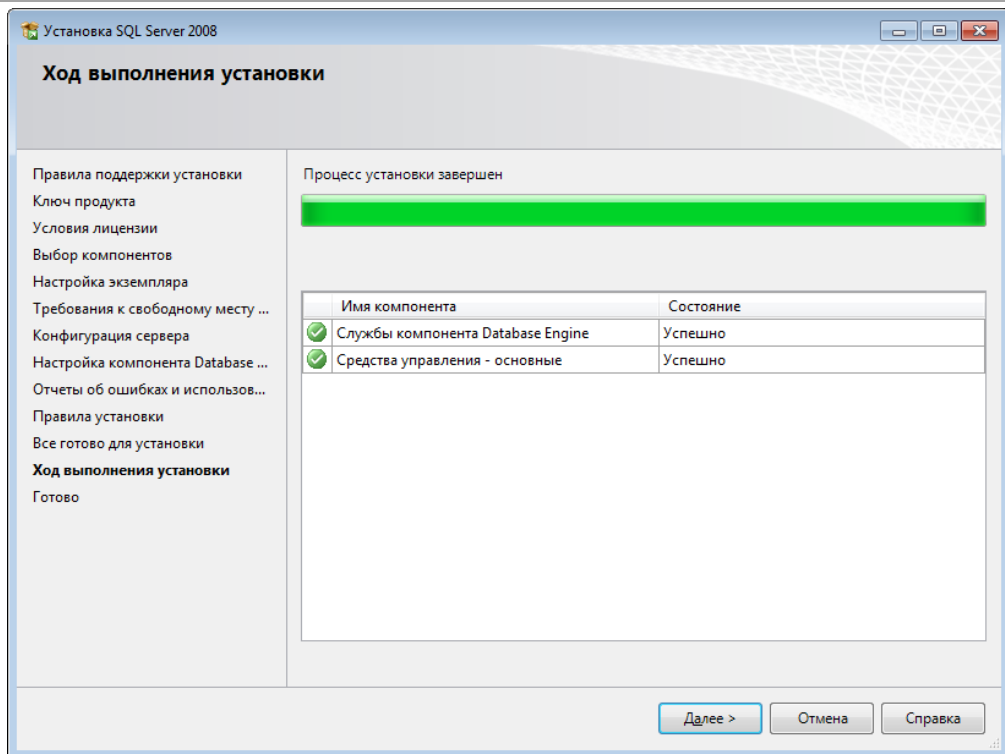 Установка SQL Server 2008
Ход выполнения установки
Правила поддержки установки
Ключ продукта
Условия лицензии
Выбор компонентов
Настройка экземпляра
Требования к свободному месту ...
Конфигурация сервера
Настройка компонента Database ...
Отчеты об ошибках и использов...
Правила установки
Все готово для установки
Ход выполнения установки
Готово
Процесс установки завершен
Имя компонента Состояние
Службы компонента Database Engine Успешно
Средства управления - основные Успешно
Далее > Отмена Справка